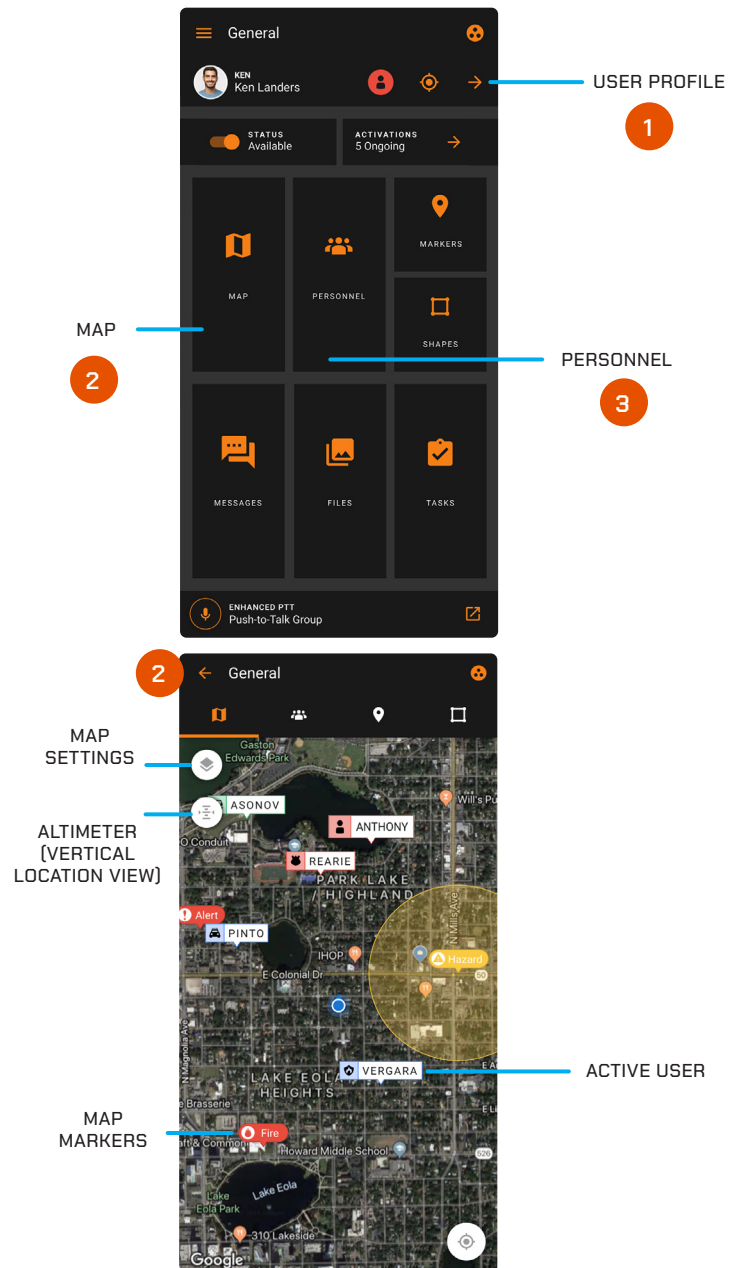 General
KEN
Ken Landers
USER PROFILE
1
STATUS
Available
ACTIVATIONS
5 Ongoing
MAP
PERSONNEL
MARKERS
SHAPES
MAP
2
PERSONNEL
3
MESSAGES
FILES
TASKS
ENHANCED PTT
Push-to-Talk Group
2
General
MAP
SETTINGS
ALTIMETER
(VERTICAL
LOCATION VIEW)
Gaston
Edwards Park
ASONOV
Will's Pu
O Conduit
ANTHONY
REARIE
PARK LAKE
/ HIGHLAND
N Mills Ave
Alert
PINTO
IHOP
Hazard
E Colonial Dr
50
N Magnolia Ave
VERGARA
ACTIVE USER
LAKE EOLA
HEIGHTS
e Brasserie
E Li
MAP
MARKERS
Fire
aft & Common
Howard Middle School
526
Lake
Eola Park
Lake Eola
310 Lakeside
Google